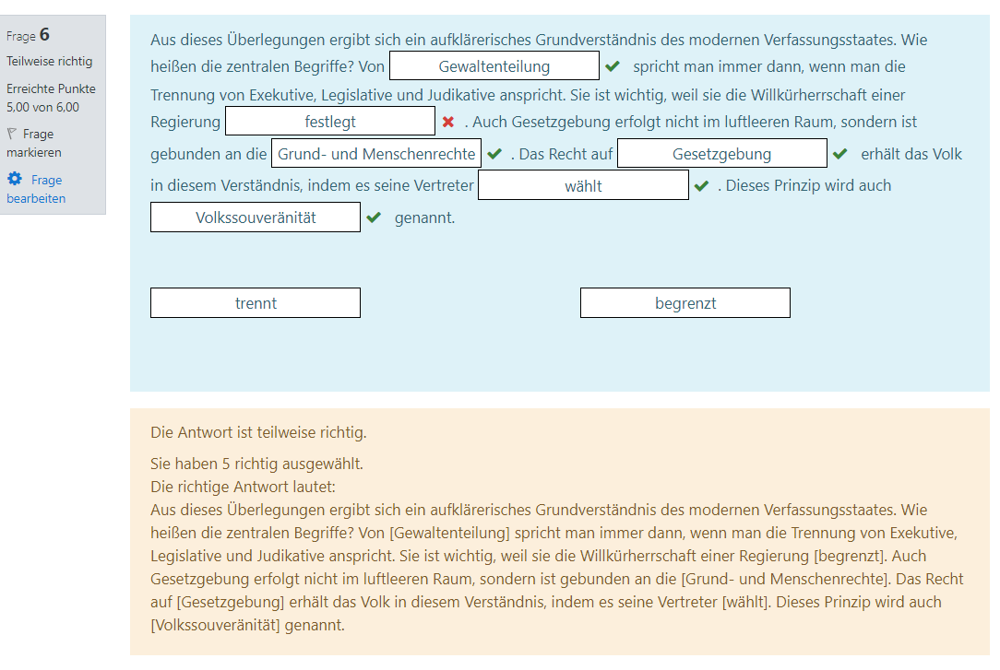 Frage 6
Teilweise richtig
Erreichte Punkte
5,00 von 6,00
Frage
markieren
Frage
bearbeiten
Aus dieses Überlegungen ergibt sich ein aufklärerisches Grundverständnis des modernen Verfassungsstaates. Wie
heißen die zentralen Begriffe? Von Gewaltenteilung spricht man immer dann, wenn man die
Trennung von Exekutive, Legislative und Judikative anspricht. Sie ist wichtig, weil sie die Willkürherrschaft einer
Regierung festlegt . Auch Gesetzgebung erfolgt nicht im luftleeren Raum, sondern ist
gebunden an die Grund- und Menschenrechte . Das Recht auf Gesetzgebung erhält das Volk
in diesem Verständnis, indem es seine Vertreter wählt . Dieses Prinzip wird auch
Volkssouveränität genannt.
trennt begrenzt
Die Antwort ist teilweise richtig.
Sie haben 5 richtig ausgewählt.
Die richtige Antwort lautet:
Aus dieses Überlegungen ergibt sich ein aufklärerisches Grundverständnis des modernen Verfassungsstaates. Wie
heißen die zentralen Begriffe? Von [Gewaltenteilung] spricht man immer dann, wenn man die Trennung von Exekutive,
Legislative und Judikative anspricht. Sie ist wichtig, weil sie die Willkürherrschaft einer Regierung [begrenzt]. Auch
Gesetzgebung erfolgt nicht im luftleeren Raum, sondern ist gebunden an die [Grund- und Menschenrechte]. Das Recht
auf [Gesetzgebung] erhält das Volk in diesem Verständnis, indem es seine Vertreter [wählt]. Dieses Prinzip wird auch
[Volkssouveränität] genannt.